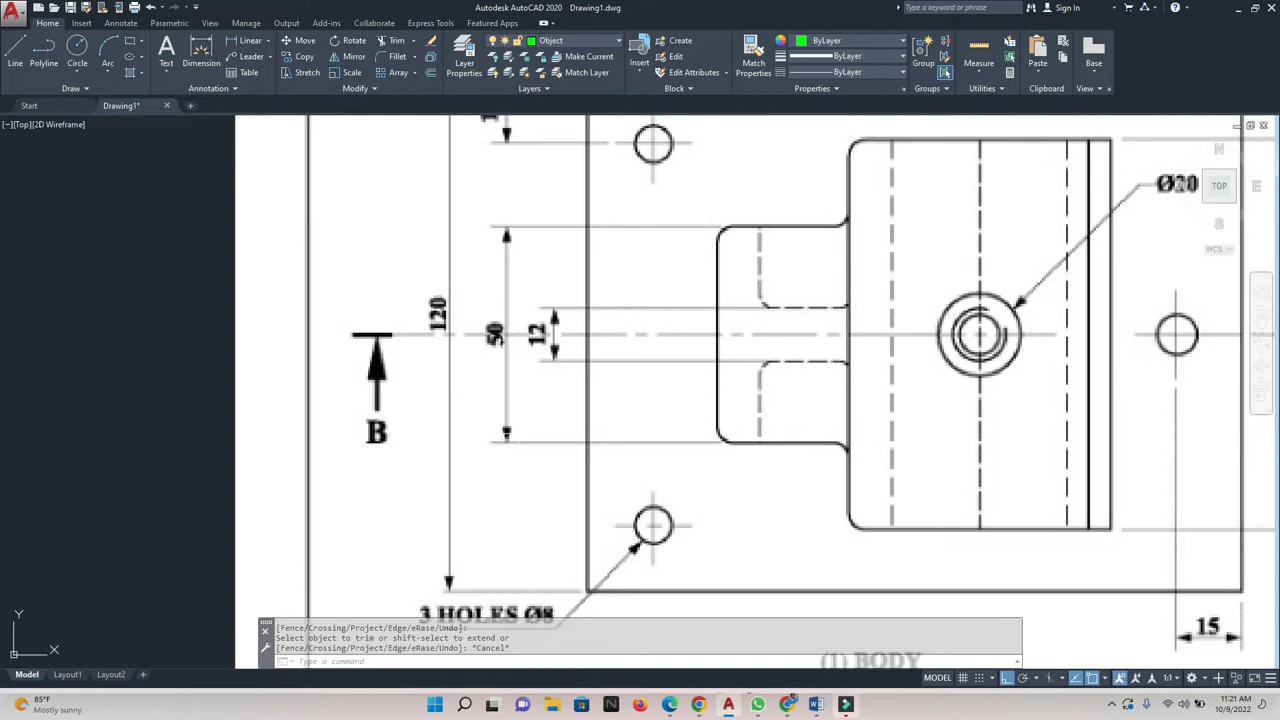 Autodesk AutoCAD 2020 Drawing1.dwg
Type a keyword or phrase
Sign In
Home Insert Annotate Parametric View Manage Output Add-ins Collaborate Express Tools Featured Apps
Line Polyline Circle Arc
Text Dimension
Linear
Leader
Table
Move Rotate Trim
Copy Mirror Fillet
Stretch Scale Array
Layer Properties
Object
Make Current
Match Layer
Insert
Create
Edit
Edit Attributes
Match Properties
ByLayer
ByLayer
ByLayer
Group
Measure
Paste
Base
Draw Annotation Modify Layers Block Properties Groups Utilities Clipboard View
Start Drawing1*
[−][Top][2D Wireframe]
N
Ø20
TOP
E
S
WCS
120
50
12
B
3 HOLES Ø8
15
(1) BODY
Y
X
[Fence/Crossing/Project/Edge/eRase/Undo]:
Select object to trim or shift-select to extend or
[Fence/Crossing/Project/Edge/eRase/Undo]: *Cancel*
Type a command
Model Layout1 Layout2
MODEL
1:1
85°F
Mostly sunny
11:21 AM
10/9/2022